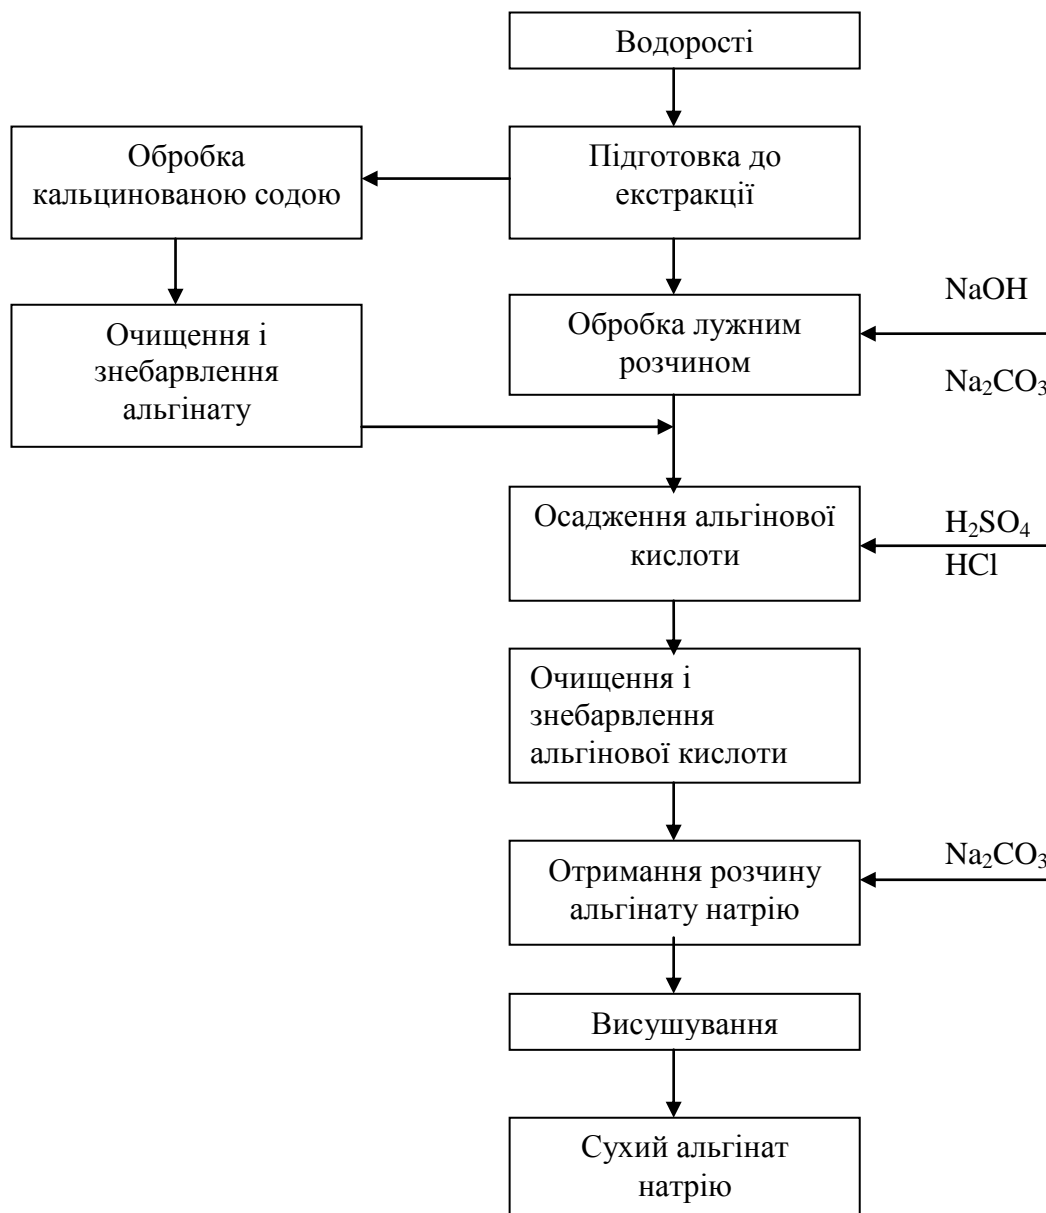 Водорості
Обробка
кальцинованою содою
Підготовка до
екстракції
Очищення і
знебарвлення
альгінату
Обробка лужним
розчином
NaOH
Na₂CO₃
Осадження альгінової
кислоти
H₂SO₄
HCl
Очищення і
знебарвлення
альгінової кислоти
Отримання розчину
альгінату натрію
Na₂CO₃
Висушування
Сухий альгінат
натрію